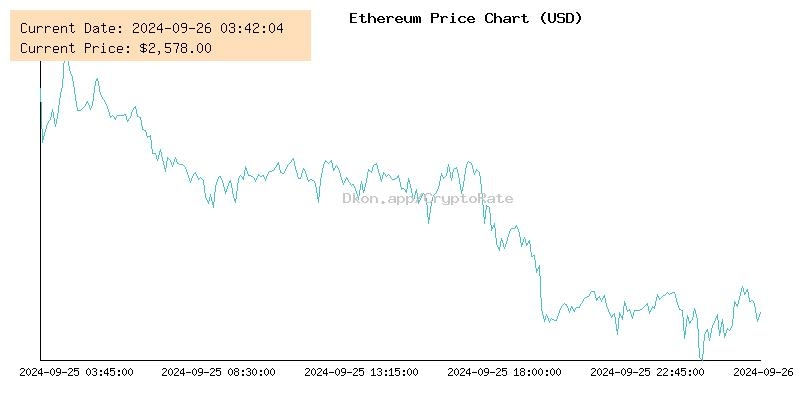 Ethereum Price Chart (USD)
Current Date: 2024-09-26 03:42:04
Current Price: $2,578.00
Dkon.app/CryptoRate
2024-09-25 03:45:00
2024-09-25 08:30:00
2024-09-25 13:15:00
2024-09-25 18:00:00
2024-09-25 22:45:00
2024-09-26